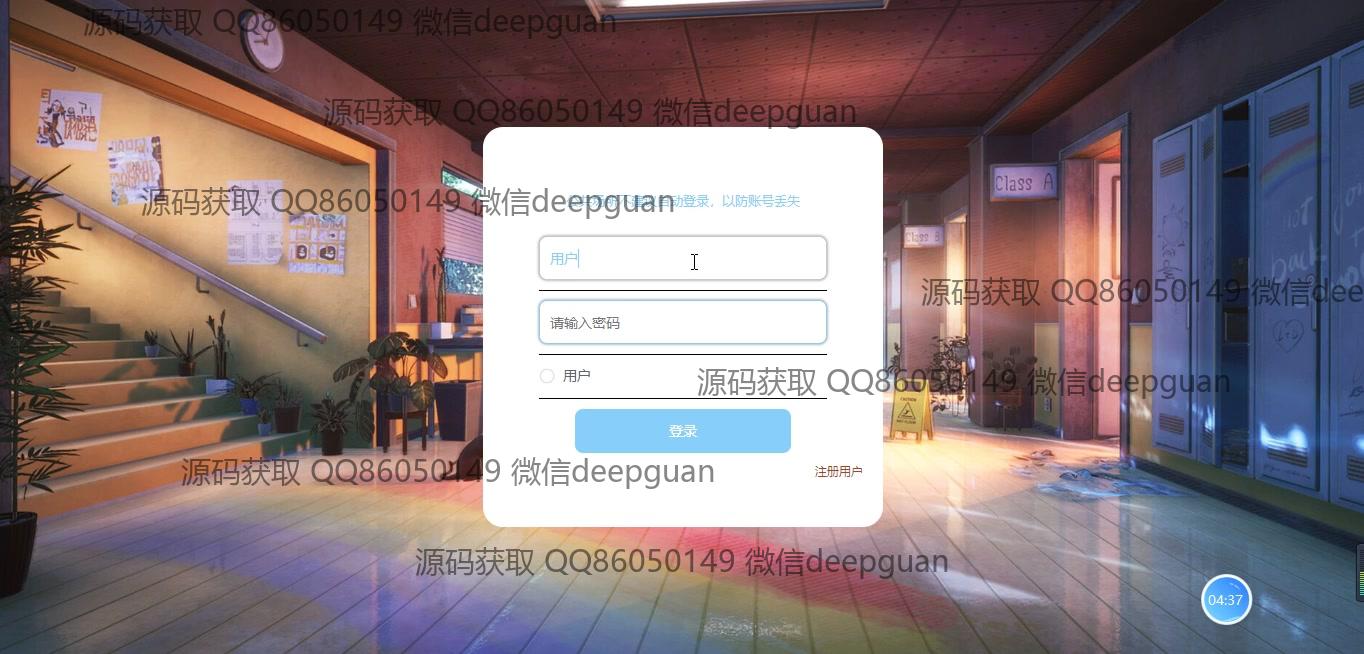 源码获取 QQ86050149 微信deepguan
源码获取 QQ86050149 微信deepguan
Class A
源码获取 QQ86050149 微信deepguan
自动登录，以防账号丢失
Class B
用户
源码获取 QQ86050149 微信dee
请输入密码
用户
源码获取 QQ86050149 微信deepguan
CAUTION
登录
源码获取 QQ86050149 微信deepguan
注册用户
源码获取 QQ86050149 微信deepguan
04:37